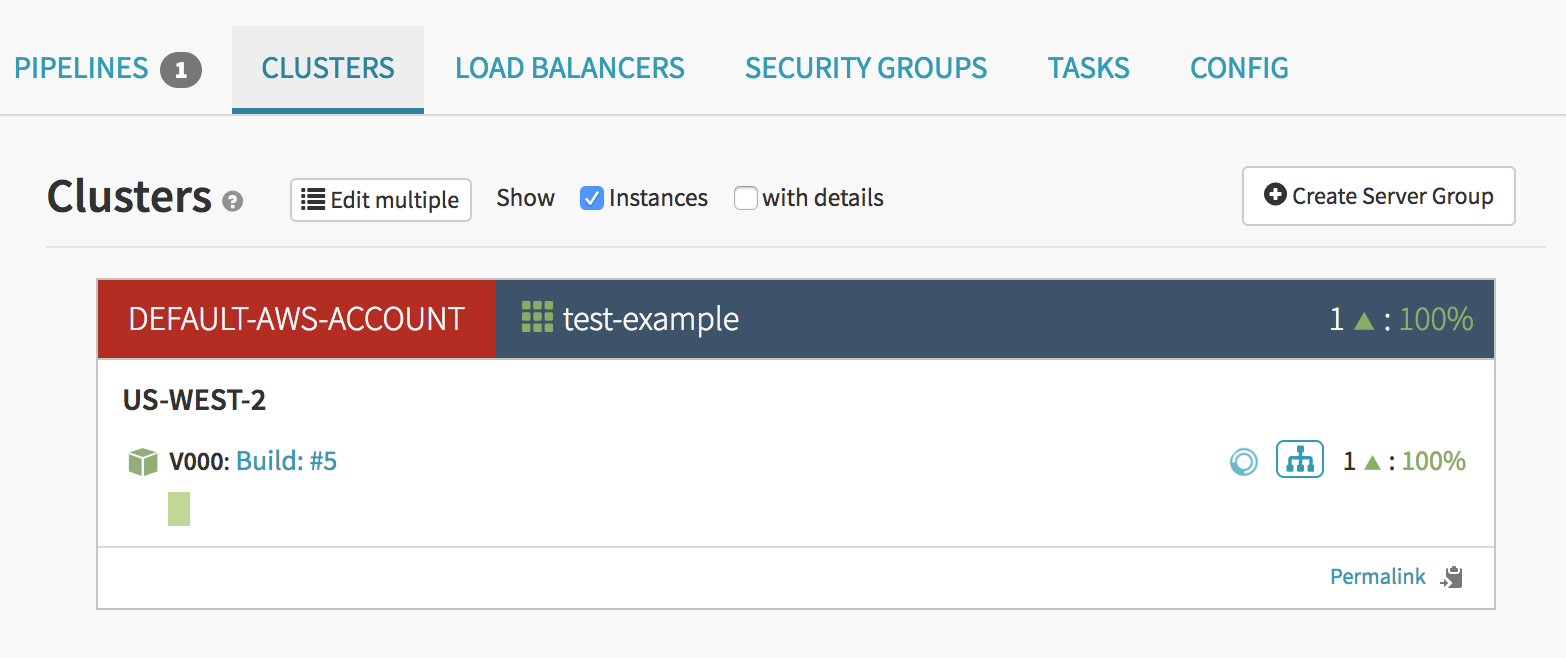 PIPELINES 1 CLUSTERS LOAD BALANCERS SECURITY GROUPS TASKS CONFIG
Clusters ? Edit multiple Show Instances with details Create Server Group
DEFAULT-AWS-ACCOUNT test-example 1 ▲ : 100%
US-WEST-2
V000: Build: #5 1 ▲ : 100%
Permalink